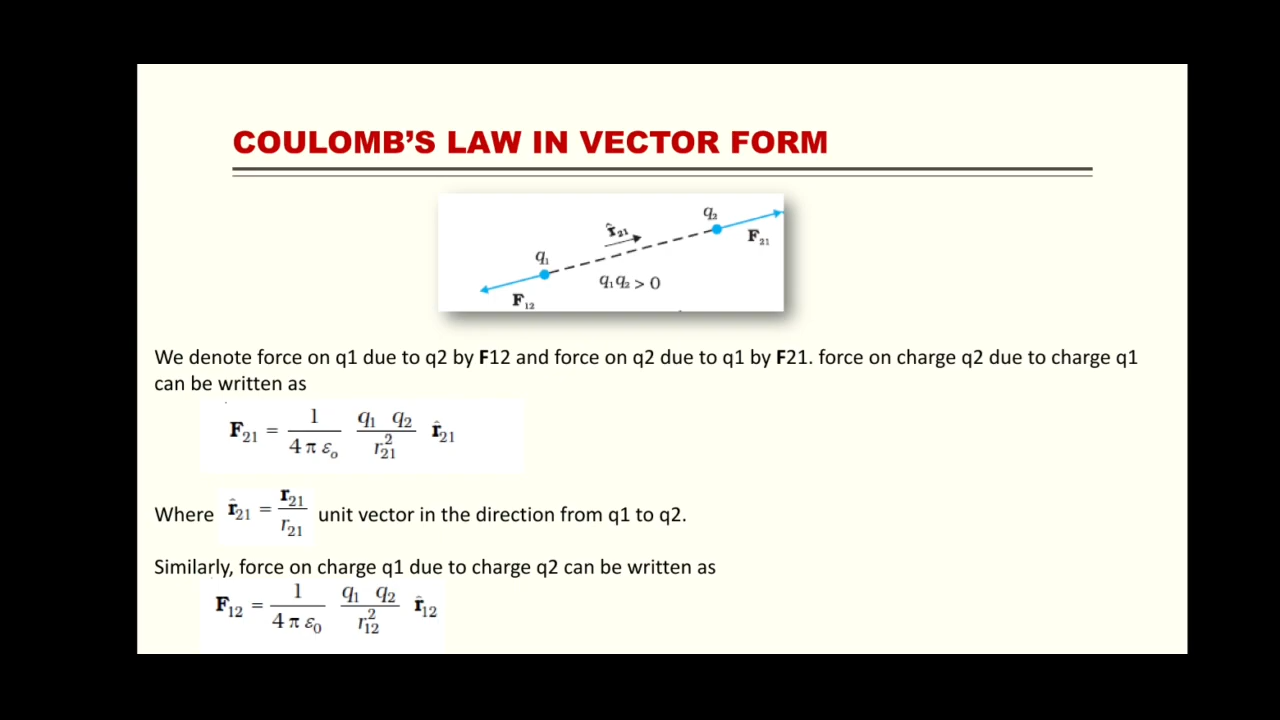 COULOMB'S LAW IN VECTOR FORM
q₂
r̂₂₁
F₂₁
q₁
q₁q₂ > 0
F₁₂
We denote force on q1 due to q2 by F12 and force on q2 due to q1 by F21. force on charge q2 due to charge q1
can be written as
F₂₁ = 1/(4 π ε₀) q₁ q₂/r₂₁² r̂₂₁
Where r̂₂₁ = r₂₁/r₂₁ unit vector in the direction from q1 to q2.
Similarly, force on charge q1 due to charge q2 can be written as
F₁₂ = 1/(4 π ε₀) q₁ q₂/r₁₂² r̂₁₂